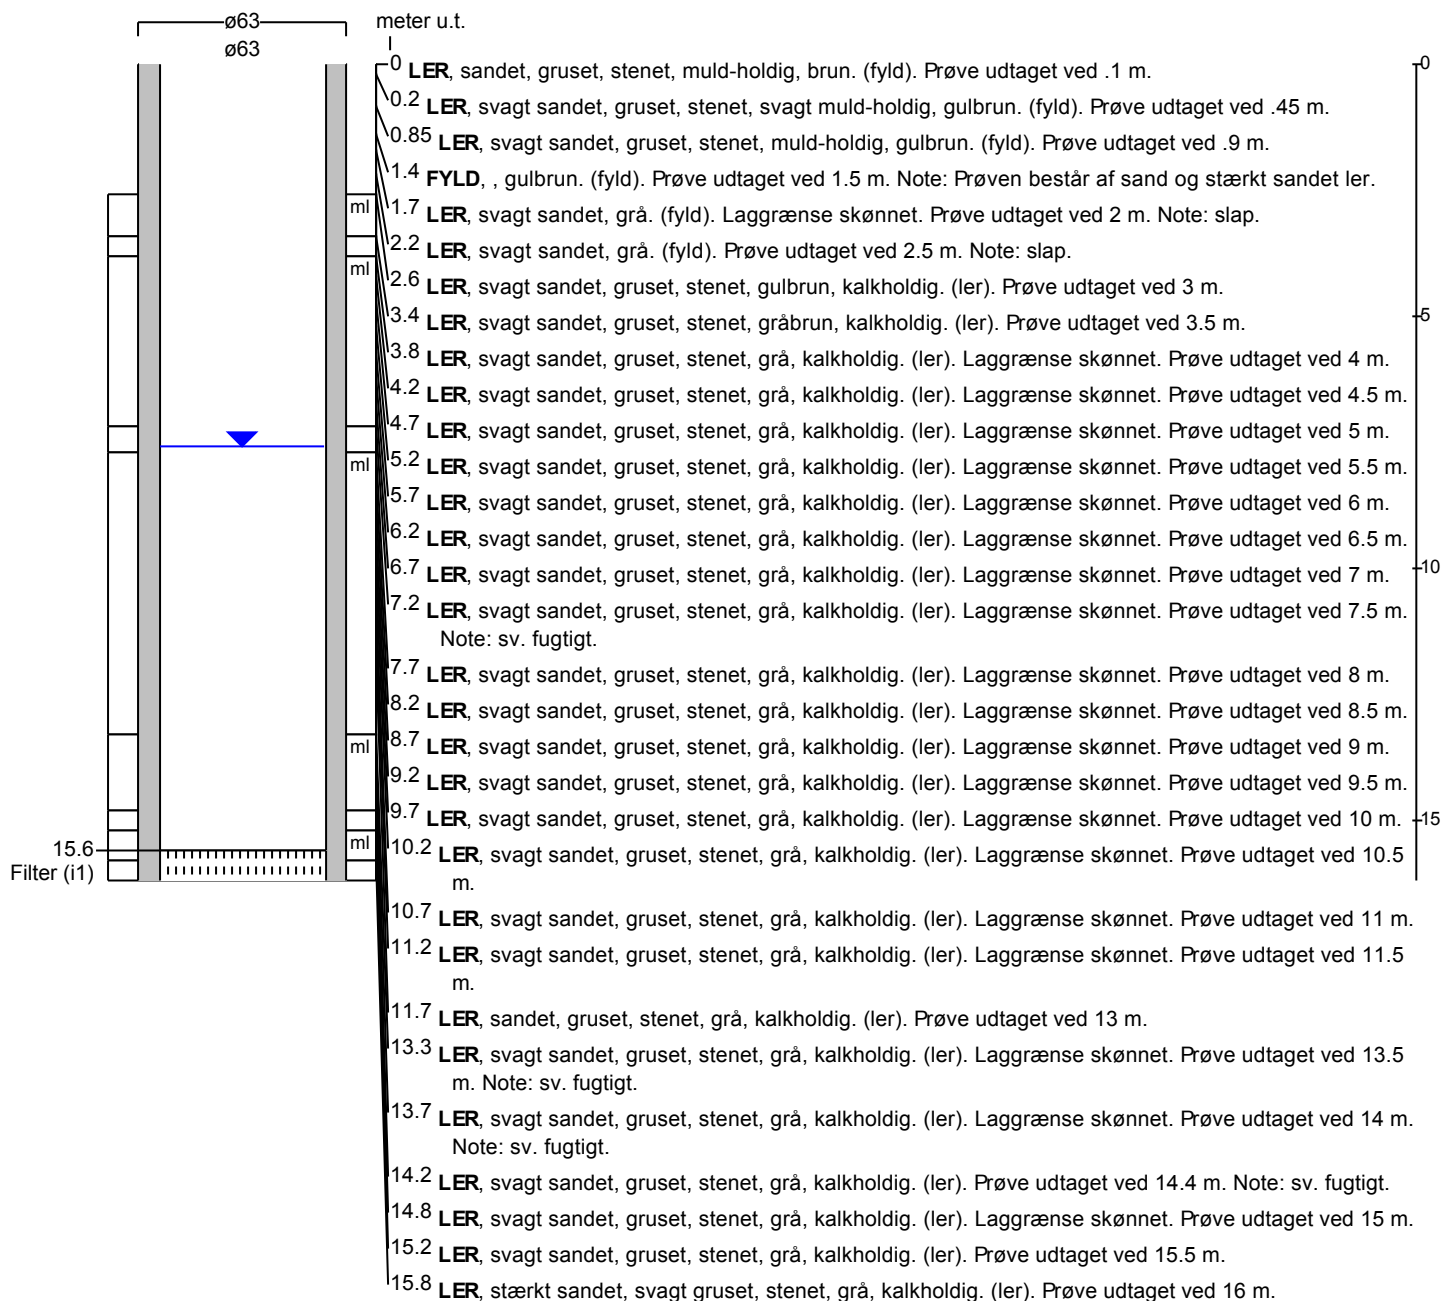 ø63 meter u.t.
ø63
0 LER, sandet, gruset, stenet, muld-holdig, brun. (fyld). Prøve udtaget ved .1 m. 0
0.2 LER, svagt sandet, gruset, stenet, svagt muld-holdig, gulbrun. (fyld). Prøve udtaget ved .45 m.
0.85 LER, svagt sandet, gruset, stenet, muld-holdig, gulbrun. (fyld). Prøve udtaget ved .9 m.
1.4 FYLD, , gulbrun. (fyld). Prøve udtaget ved 1.5 m. Note: Prøven består af sand og stærkt sandet ler.
ml 1.7 LER, svagt sandet, grå. (fyld). Laggrænse skønnet. Prøve udtaget ved 2 m. Note: slap.
2.2 LER, svagt sandet, grå. (fyld). Prøve udtaget ved 2.5 m. Note: slap.
ml 2.6 LER, svagt sandet, gruset, stenet, gulbrun, kalkholdig. (ler). Prøve udtaget ved 3 m.
3.4 LER, svagt sandet, gruset, stenet, gråbrun, kalkholdig. (ler). Prøve udtaget ved 3.5 m. 5
3.8 LER, svagt sandet, gruset, stenet, grå, kalkholdig. (ler). Laggrænse skønnet. Prøve udtaget ved 4 m.
4.2 LER, svagt sandet, gruset, stenet, grå, kalkholdig. (ler). Laggrænse skønnet. Prøve udtaget ved 4.5 m.
4.7 LER, svagt sandet, gruset, stenet, grå, kalkholdig. (ler). Laggrænse skønnet. Prøve udtaget ved 5 m.
ml 5.2 LER, svagt sandet, gruset, stenet, grå, kalkholdig. (ler). Laggrænse skønnet. Prøve udtaget ved 5.5 m.
5.7 LER, svagt sandet, gruset, stenet, grå, kalkholdig. (ler). Laggrænse skønnet. Prøve udtaget ved 6 m.
6.2 LER, svagt sandet, gruset, stenet, grå, kalkholdig. (ler). Laggrænse skønnet. Prøve udtaget ved 6.5 m.
6.7 LER, svagt sandet, gruset, stenet, grå, kalkholdig. (ler). Laggrænse skønnet. Prøve udtaget ved 7 m. 10
7.2 LER, svagt sandet, gruset, stenet, grå, kalkholdig. (ler). Laggrænse skønnet. Prøve udtaget ved 7.5 m.
Note: sv. fugtigt.
7.7 LER, svagt sandet, gruset, stenet, grå, kalkholdig. (ler). Laggrænse skønnet. Prøve udtaget ved 8 m.
8.2 LER, svagt sandet, gruset, stenet, grå, kalkholdig. (ler). Laggrænse skønnet. Prøve udtaget ved 8.5 m.
ml 8.7 LER, svagt sandet, gruset, stenet, grå, kalkholdig. (ler). Laggrænse skønnet. Prøve udtaget ved 9 m.
9.2 LER, svagt sandet, gruset, stenet, grå, kalkholdig. (ler). Laggrænse skønnet. Prøve udtaget ved 9.5 m.
9.7 LER, svagt sandet, gruset, stenet, grå, kalkholdig. (ler). Laggrænse skønnet. Prøve udtaget ved 10 m. 15
15.6 ml 10.2 LER, svagt sandet, gruset, stenet, grå, kalkholdig. (ler). Laggrænse skønnet. Prøve udtaget ved 10.5
Filter (i1) m.
10.7 LER, svagt sandet, gruset, stenet, grå, kalkholdig. (ler). Laggrænse skønnet. Prøve udtaget ved 11 m.
11.2 LER, svagt sandet, gruset, stenet, grå, kalkholdig. (ler). Laggrænse skønnet. Prøve udtaget ved 11.5
m.
11.7 LER, sandet, gruset, stenet, grå, kalkholdig. (ler). Prøve udtaget ved 13 m.
13.3 LER, svagt sandet, gruset, stenet, grå, kalkholdig. (ler). Laggrænse skønnet. Prøve udtaget ved 13.5
m. Note: sv. fugtigt.
13.7 LER, svagt sandet, gruset, stenet, grå, kalkholdig. (ler). Laggrænse skønnet. Prøve udtaget ved 14 m.
Note: sv. fugtigt.
14.2 LER, svagt sandet, gruset, stenet, grå, kalkholdig. (ler). Prøve udtaget ved 14.4 m. Note: sv. fugtigt.
14.8 LER, svagt sandet, gruset, stenet, grå, kalkholdig. (ler). Laggrænse skønnet. Prøve udtaget ved 15 m.
15.2 LER, svagt sandet, gruset, stenet, grå, kalkholdig. (ler). Prøve udtaget ved 15.5 m.
15.8 LER, stærkt sandet, svagt gruset, stenet, grå, kalkholdig. (ler). Prøve udtaget ved 16 m.